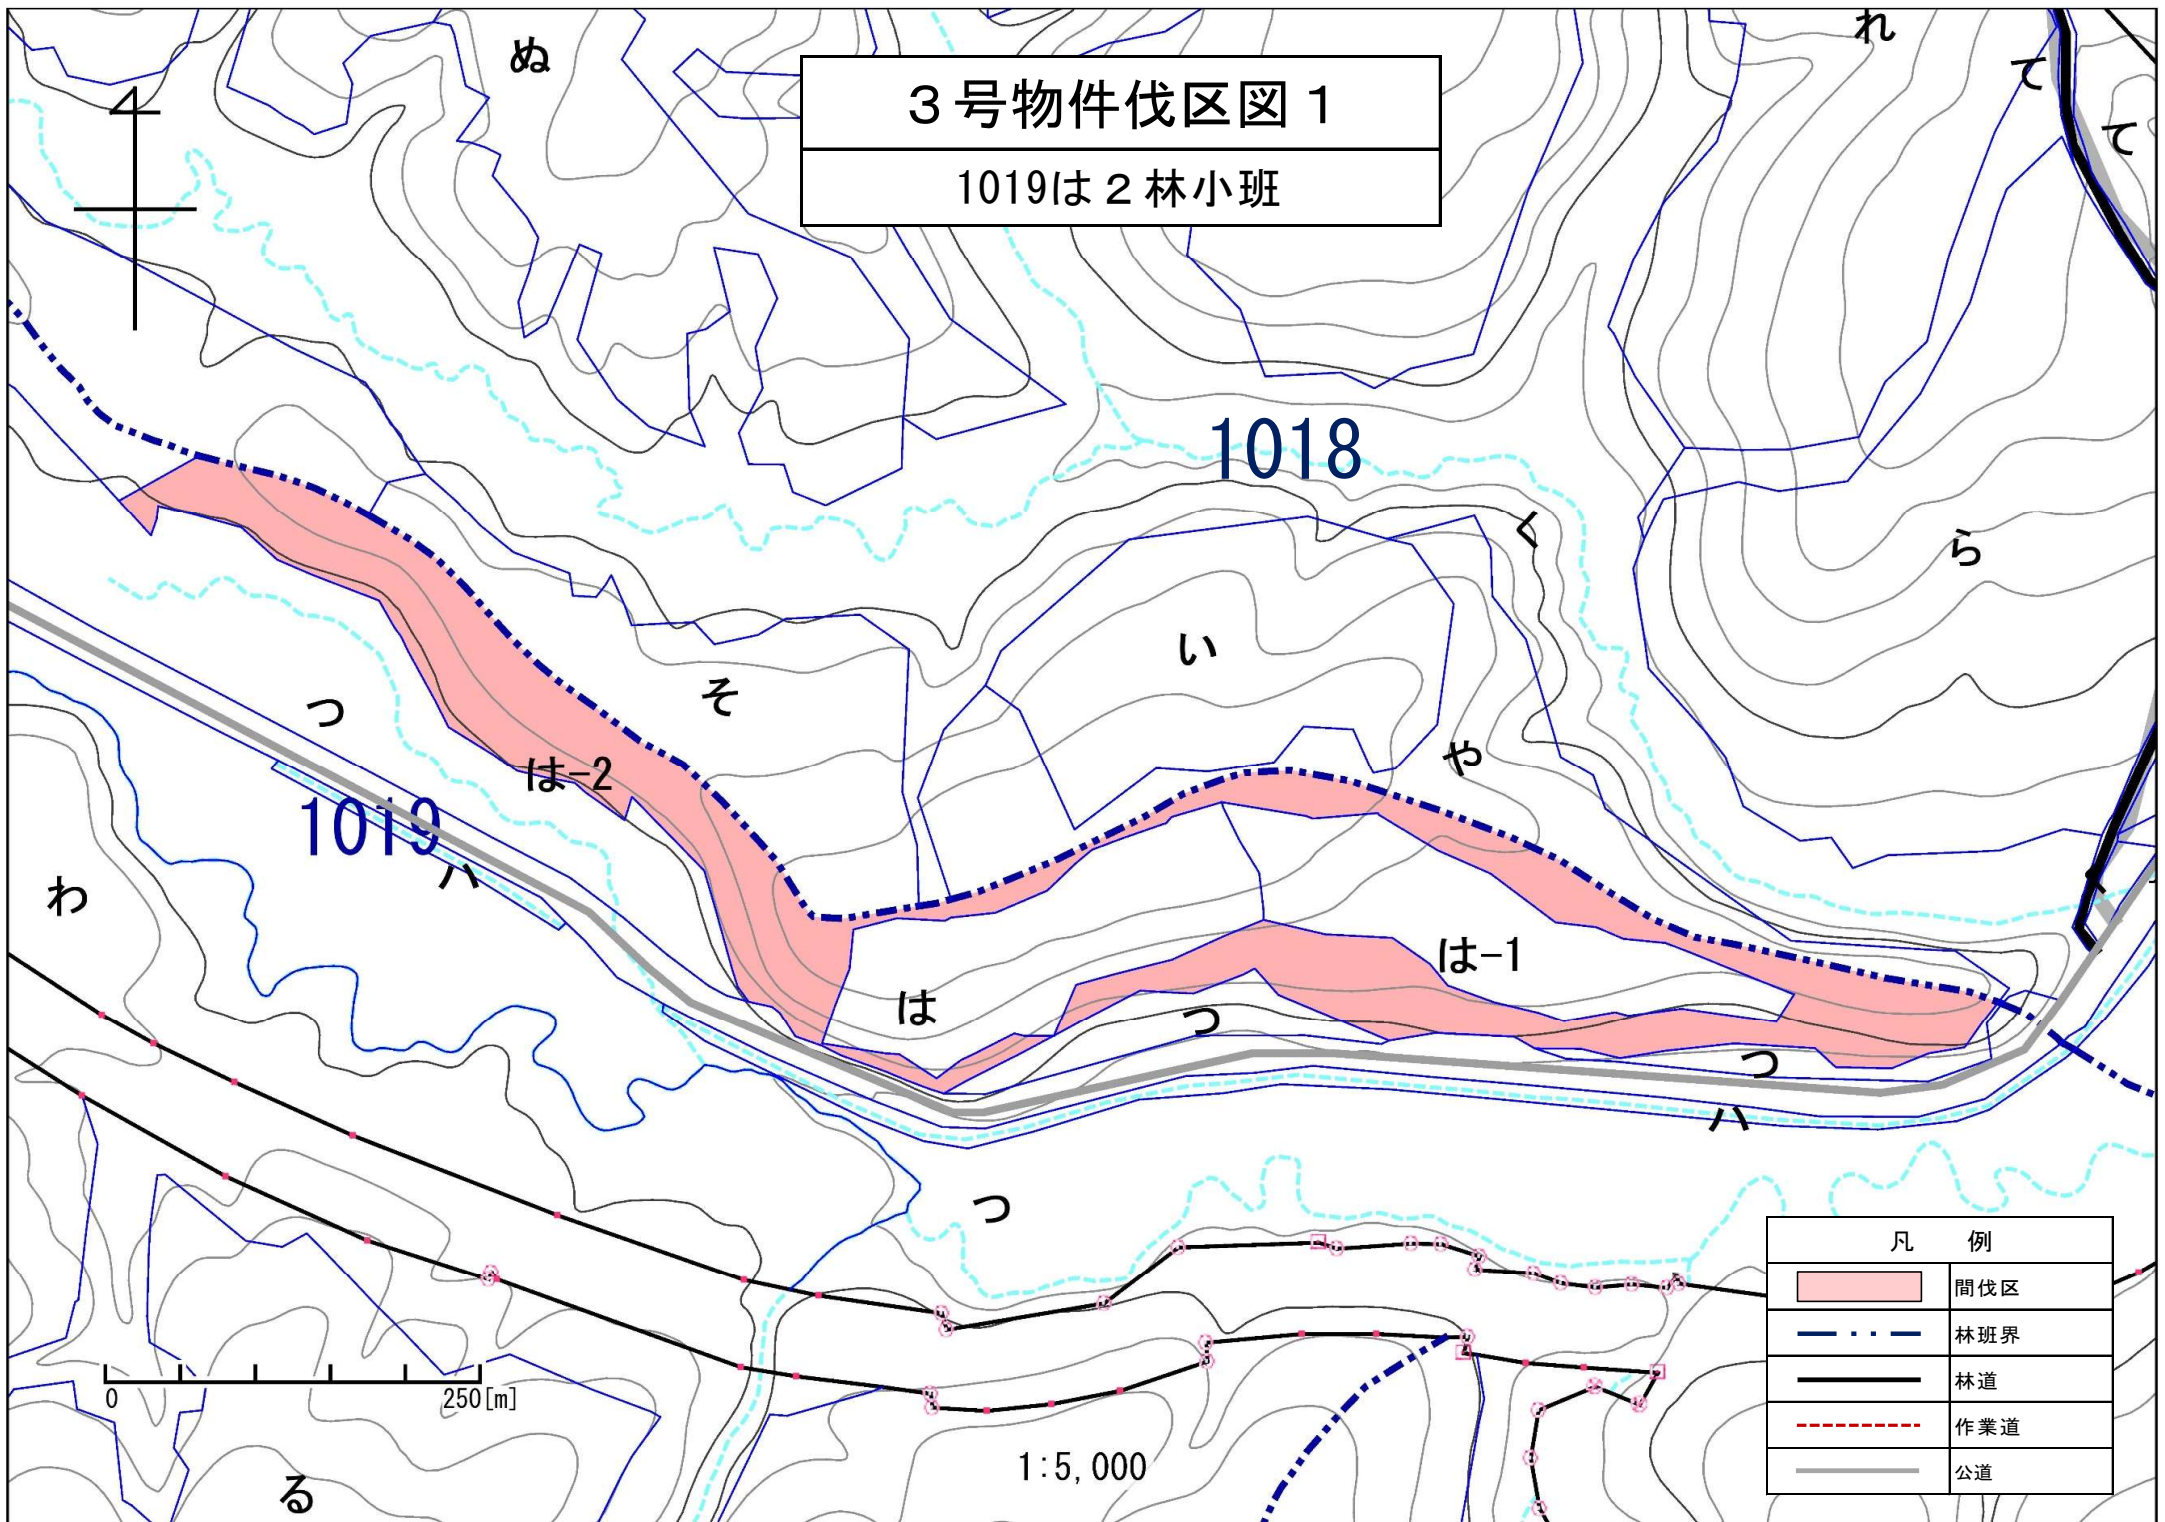 れ
ぬ
て
３号物件伐区図１
て
1019は２林小班
1018
く
ら
い
そ
つ
や
は-2
1019
ハ
わ
は-1
は
つ
つ
ハ
つ
凡　例
間伐区
林班界
林道
作業道
公道
0 250[m]
1:5,000
る